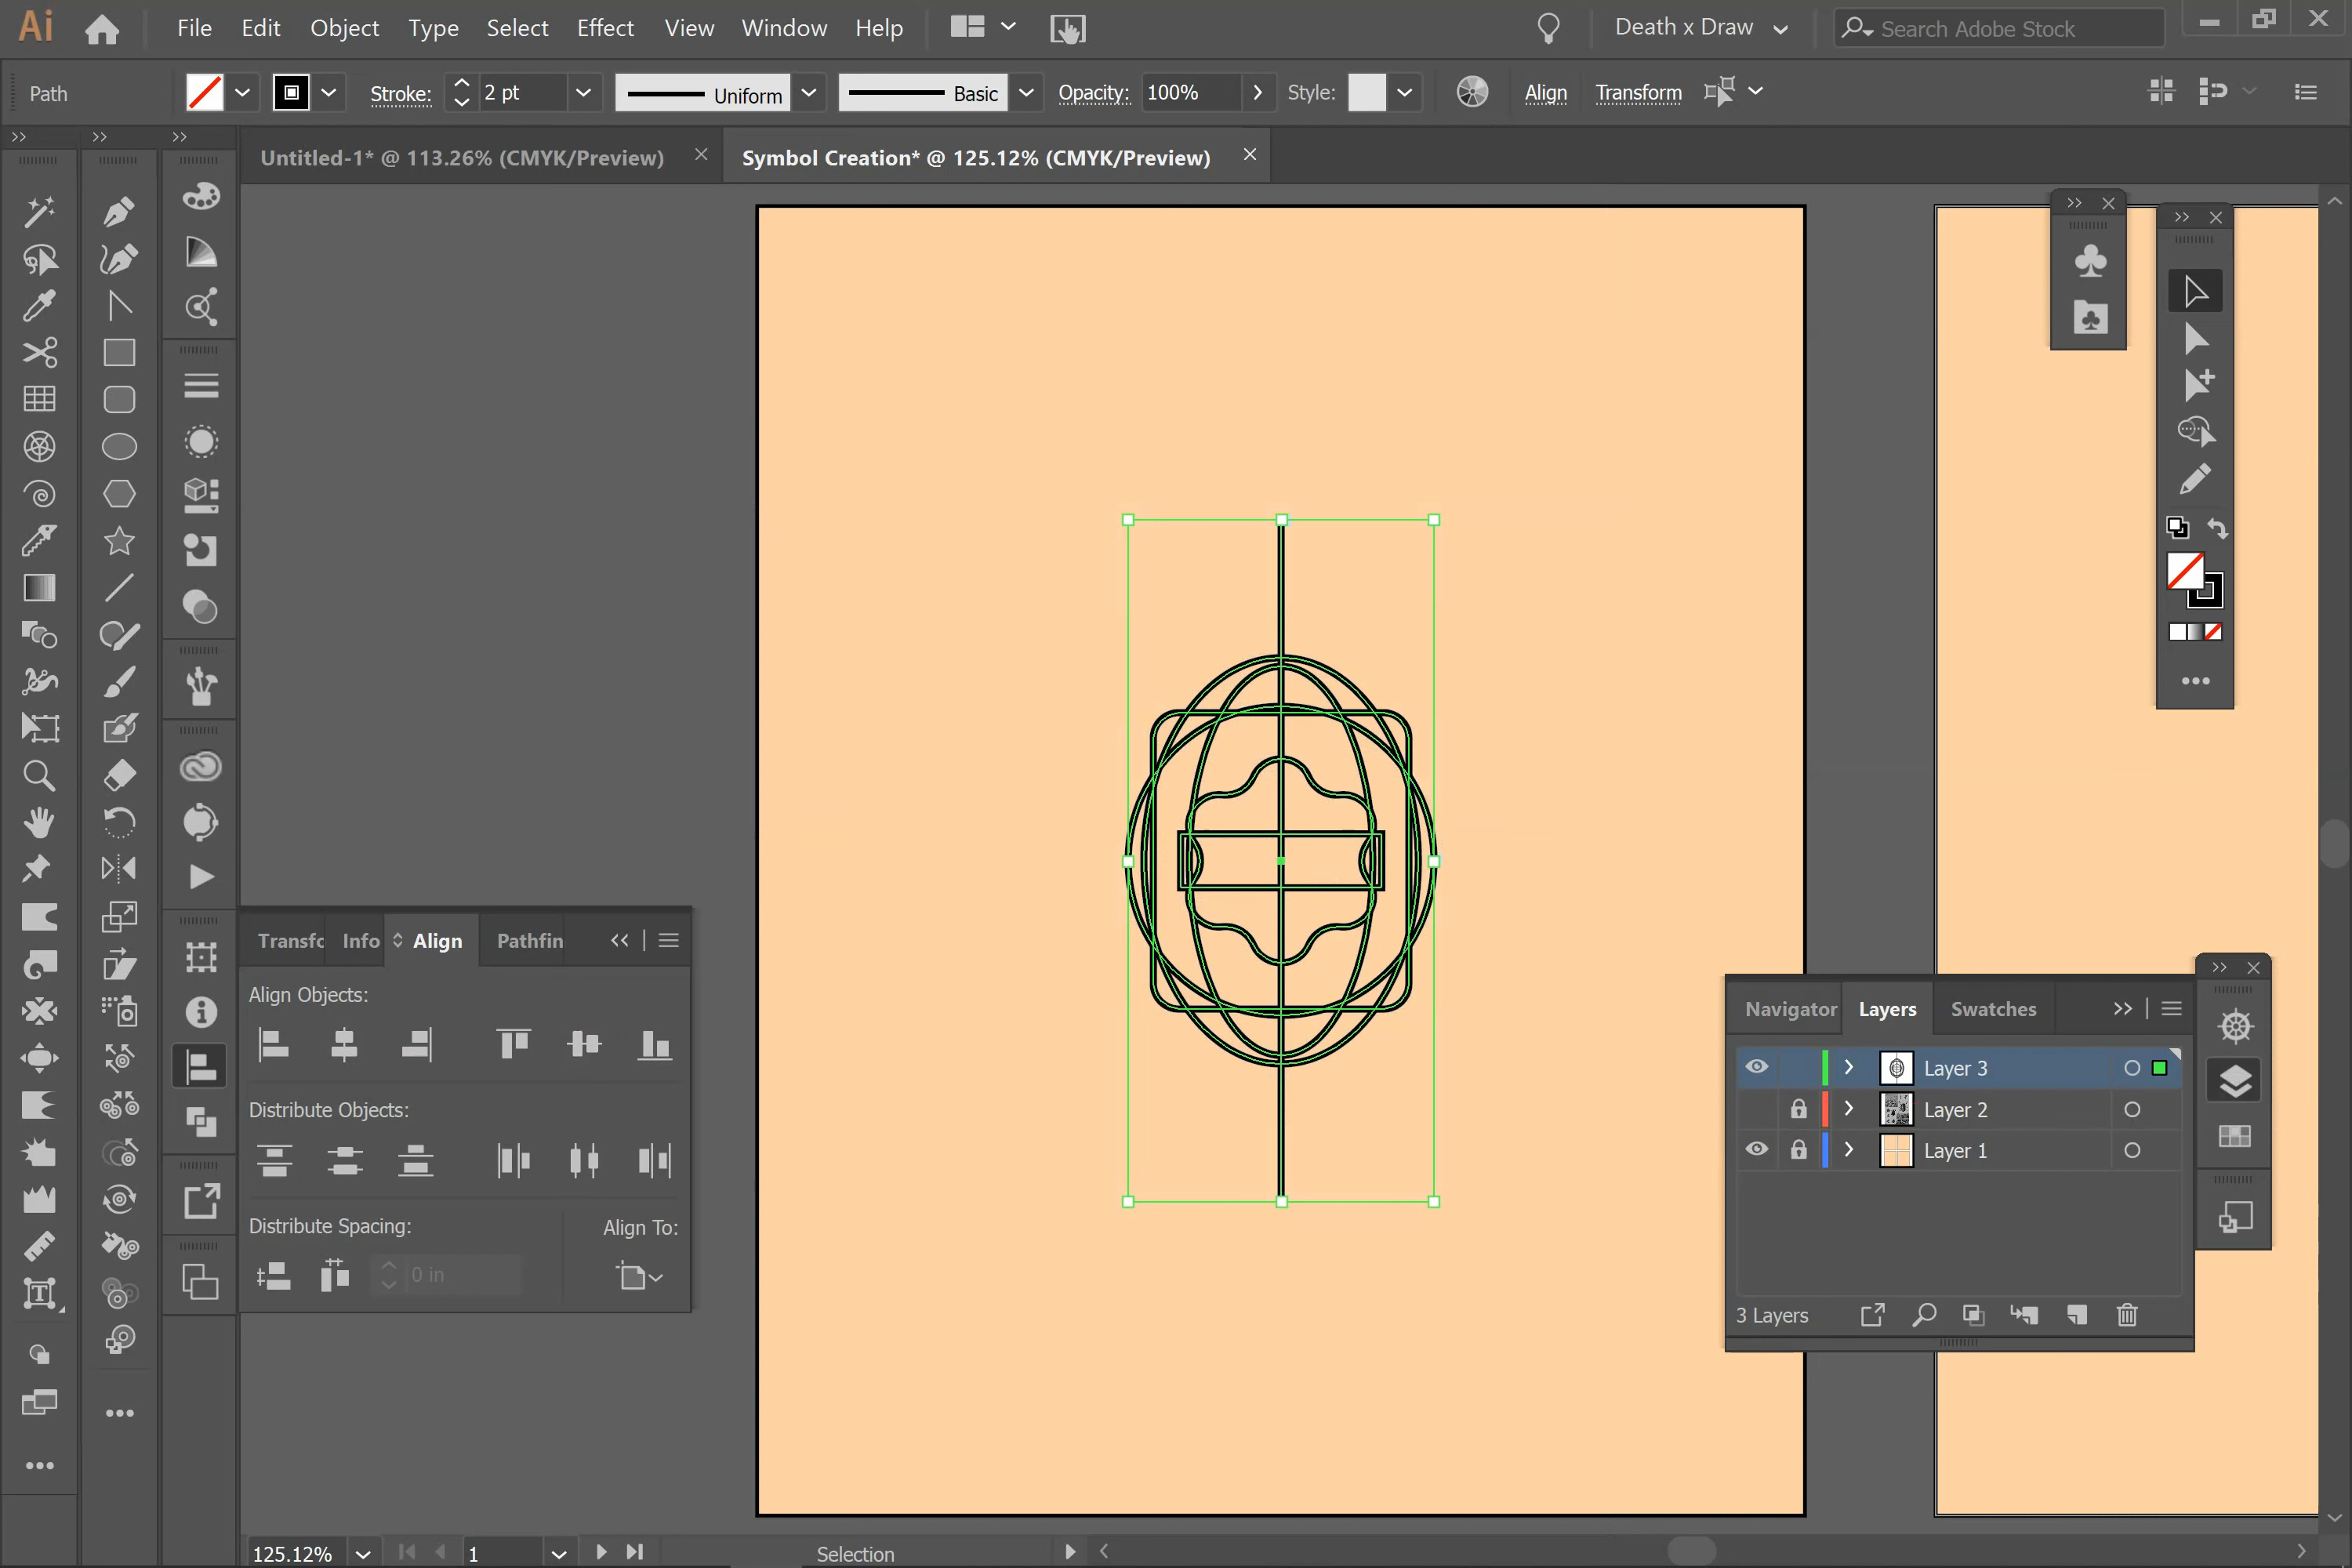 Ai File Edit Object Type Select Effect View Window Help Death x Draw Search Adobe Stock
Path Stroke: 2 pt Uniform Basic Opacity: 100% Style: Align Transform
Untitled-1* @ 113.26% (CMYK/Preview) Symbol Creation* @ 125.12% (CMYK/Preview)
Transfo Info Align Pathfin
Align Objects:
Distribute Objects:
Distribute Spacing: Align To:
0 in
Navigator Layers Swatches
Layer 3
Layer 2
Layer 1
3 Layers
125.12% 1 Selection